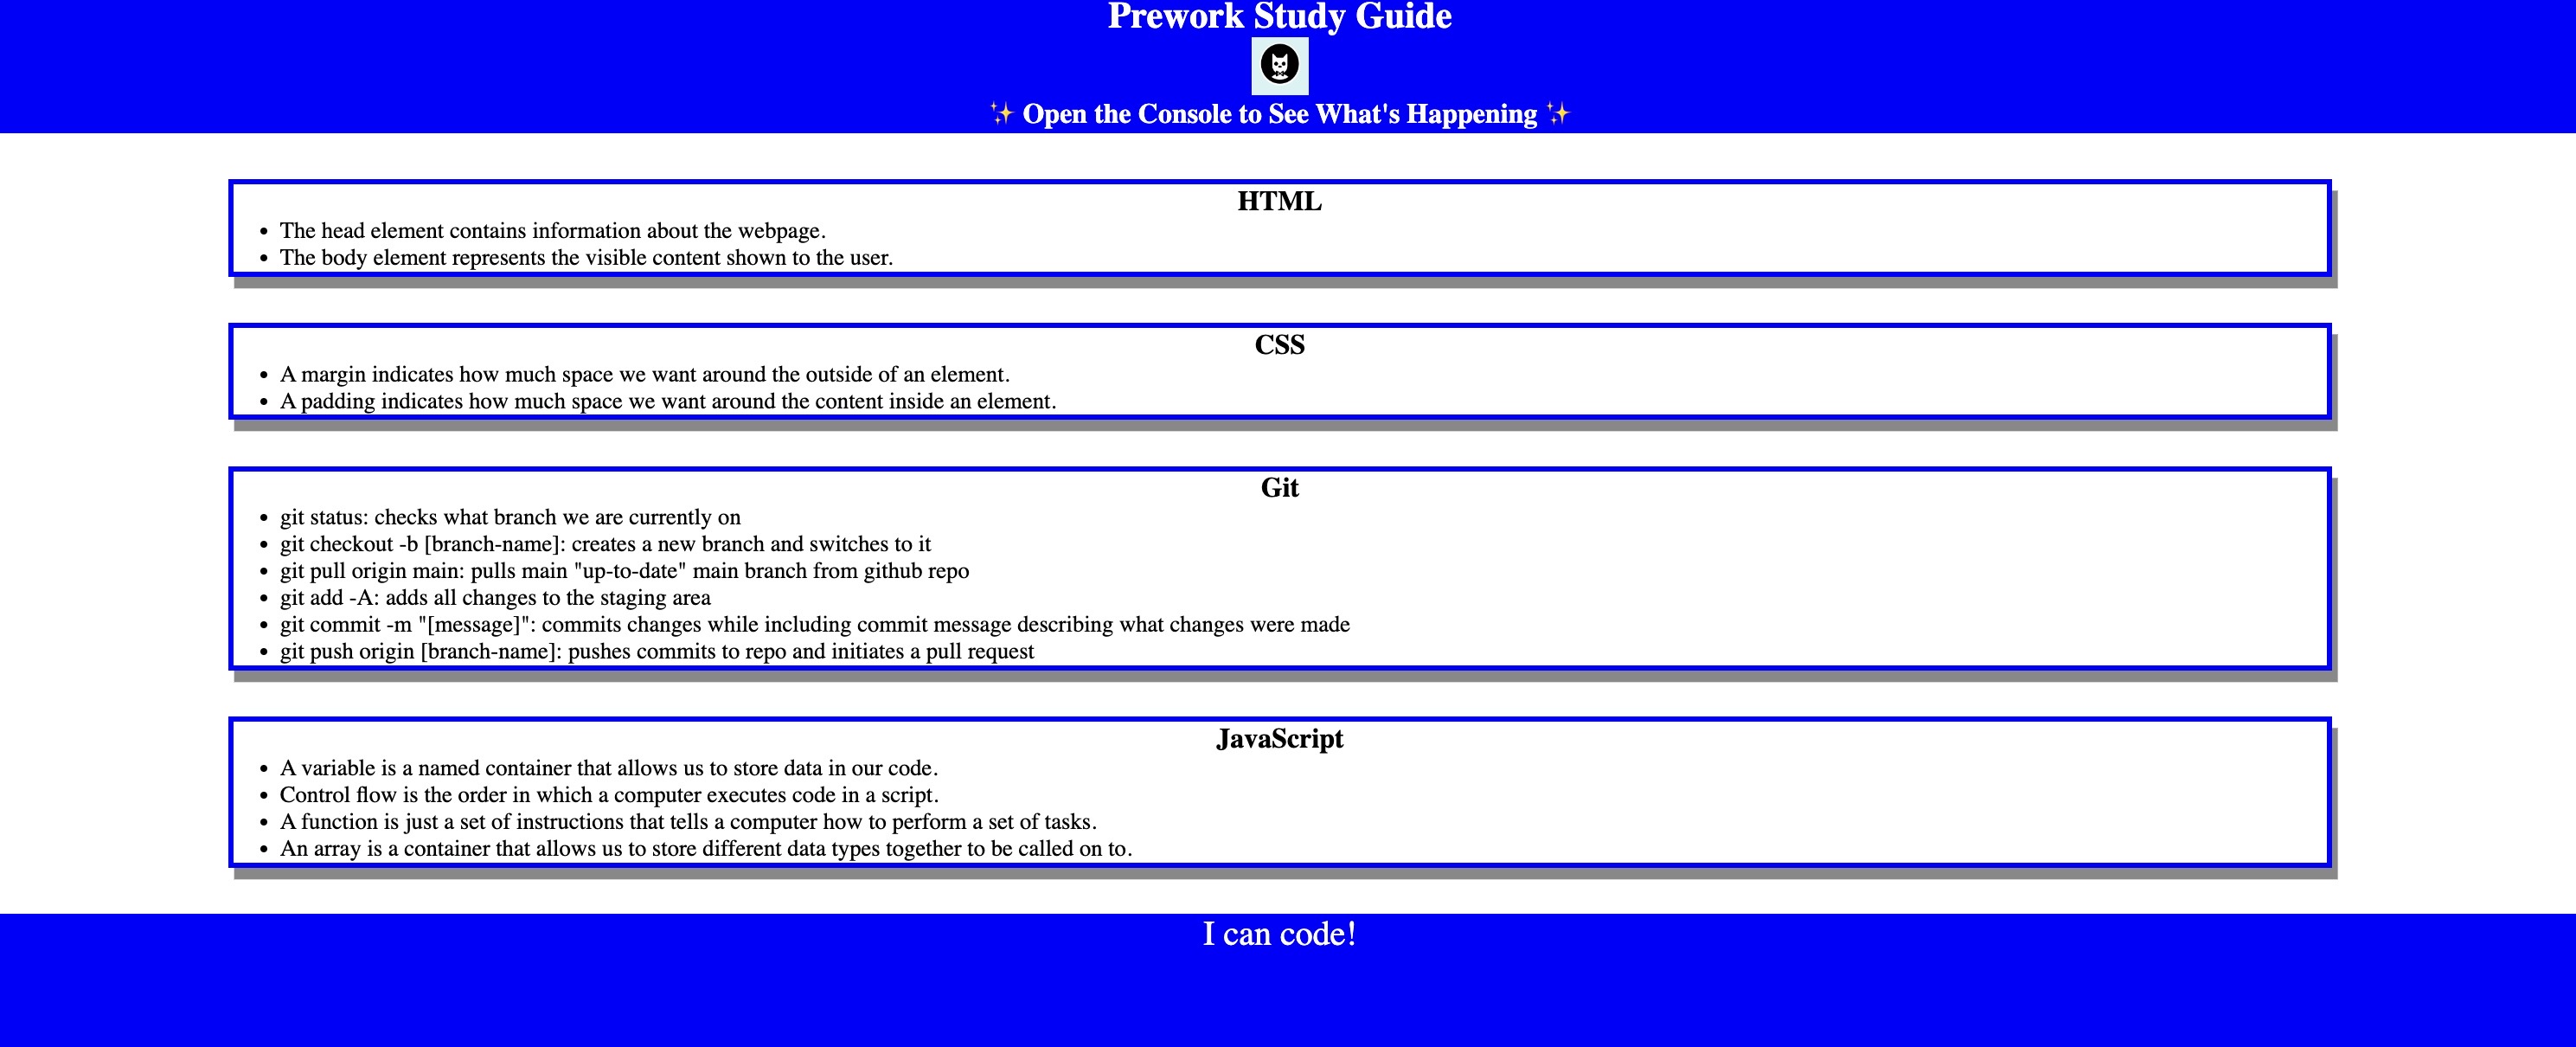 Prework Study Guide
✨ Open the Console to See What's Happening ✨
HTML
• The head element contains information about the webpage.
• The body element represents the visible content shown to the user.
CSS
• A margin indicates how much space we want around the outside of an element.
• A padding indicates how much space we want around the content inside an element.
Git
• git status: checks what branch we are currently on
• git checkout -b [branch-name]: creates a new branch and switches to it
• git pull origin main: pulls main "up-to-date" main branch from github repo
• git add -A: adds all changes to the staging area
• git commit -m "[message]": commits changes while including commit message describing what changes were made
• git push origin [branch-name]: pushes commits to repo and initiates a pull request
JavaScript
• A variable is a named container that allows us to store data in our code.
• Control flow is the order in which a computer executes code in a script.
• A function is just a set of instructions that tells a computer how to perform a set of tasks.
• An array is a container that allows us to store different data types together to be called on to.
I can code!